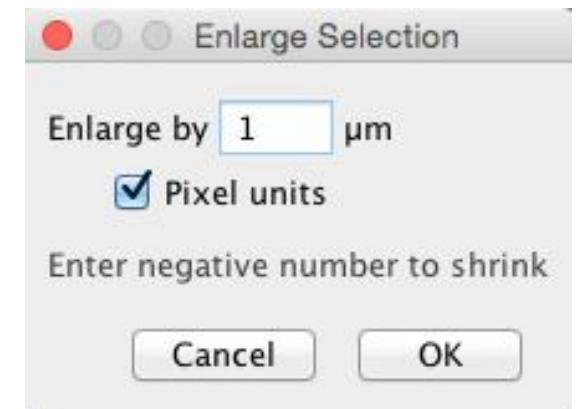 Enlarge Selection
Enlarge by 1 µm
Pixel units
Enter negative number to shrink
Cancel OK